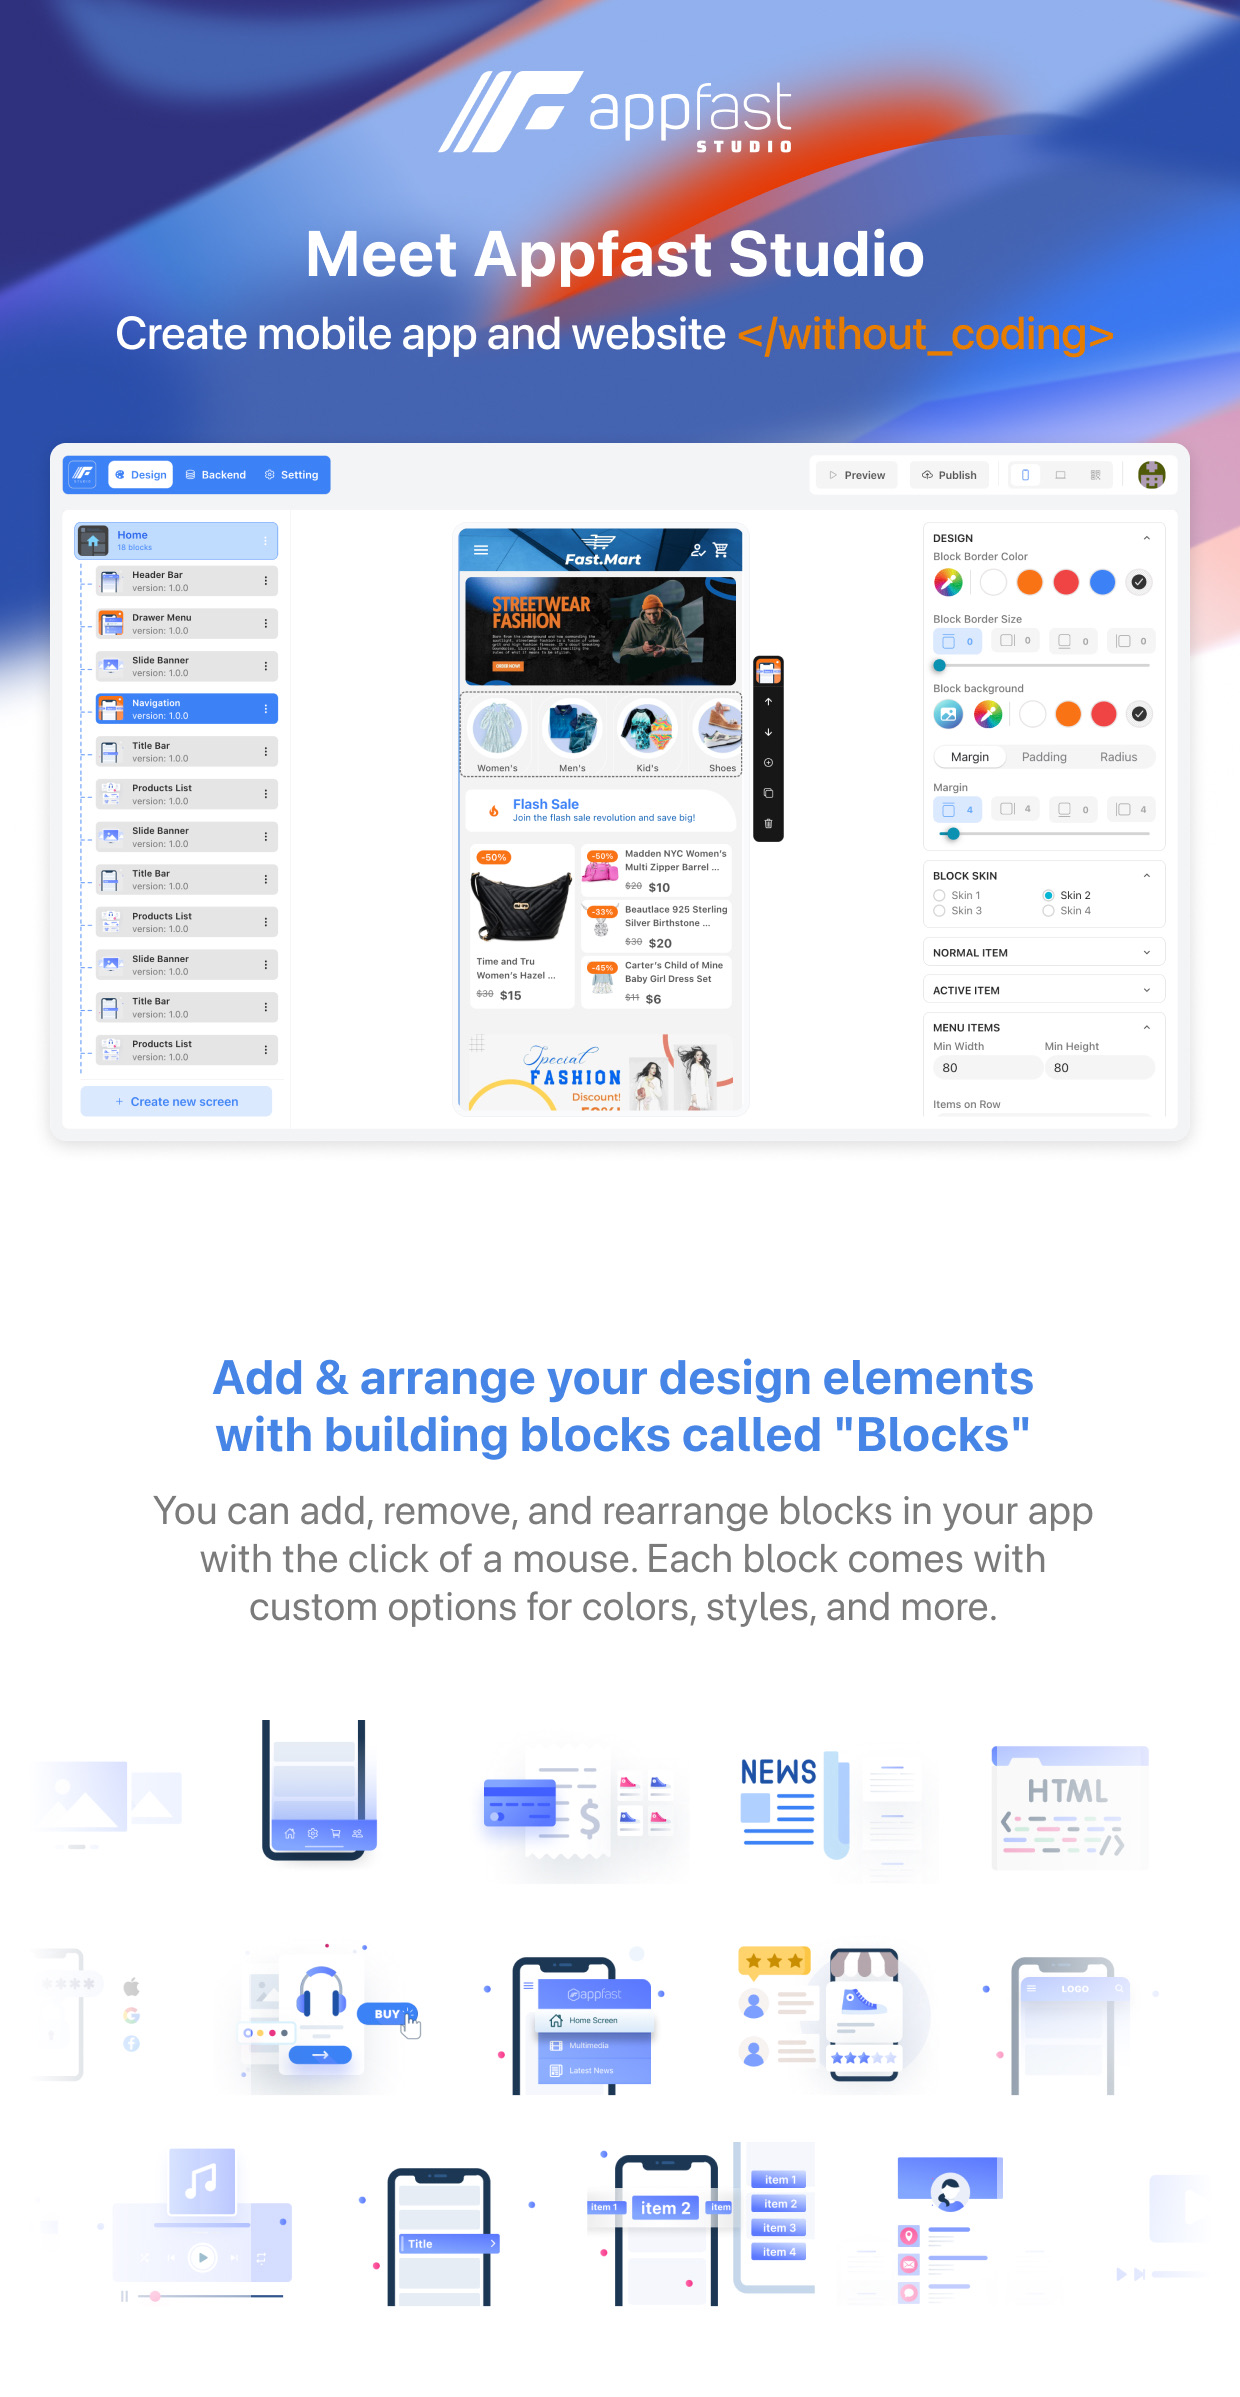 appfast
STUDIO
Meet Appfast Studio
Create mobile app and website </without_coding>
Design
Backend
Setting
Preview
Publish
Home
18 blocks
Header Bar
version: 1.0.0
Drawer Menu
version: 1.0.0
Slide Banner
version: 1.0.0
Navigation
version: 1.0.0
Title Bar
version: 1.0.0
Products List
version: 1.0.0
Slide Banner
version: 1.0.0
Title Bar
version: 1.0.0
Products List
version: 1.0.0
Slide Banner
version: 1.0.0
Title Bar
version: 1.0.0
Products List
version: 1.0.0
+ Create new screen
Fast.Mart
STREETWEAR
FASHION
ORDER NOW!
Women's
Men's
Kid's
Shoes
Flash Sale
Join the flash sale revolution and save big!
-50%
Time and Tru
Women's Hazel ...
$30 $15
-50%
Madden NYC Women's
Multi Zipper Barrel ...
$20 $10
-33%
Beautlace 925 Sterling
Silver Birthstone ...
$30 $20
-45%
Carter's Child of Mine
Baby Girl Dress Set
$11 $6
Special
FASHION
Discount!
50%!
DESIGN
Block Border Color
Block Border Size
0 0 0 0
Block background
Margin
Padding
Radius
Margin
4 4 0 4
BLOCK SKIN
Skin 1
Skin 2
Skin 3
Skin 4
NORMAL ITEM
ACTIVE ITEM
MENU ITEMS
Min Width
Min Height
80
80
Items on Row
Add & arrange your design elements
with building blocks called "Blocks"
You can add, remove, and rearrange blocks in your app
with the click of a mouse. Each block comes with
custom options for colors, styles, and more.
$
NEWS
HTML
****
BUY
appfast
Home Screen
Multimedia
Latest News
LOGO
Title
item 1
item 2
item
item 1
item 2
item 3
item 4